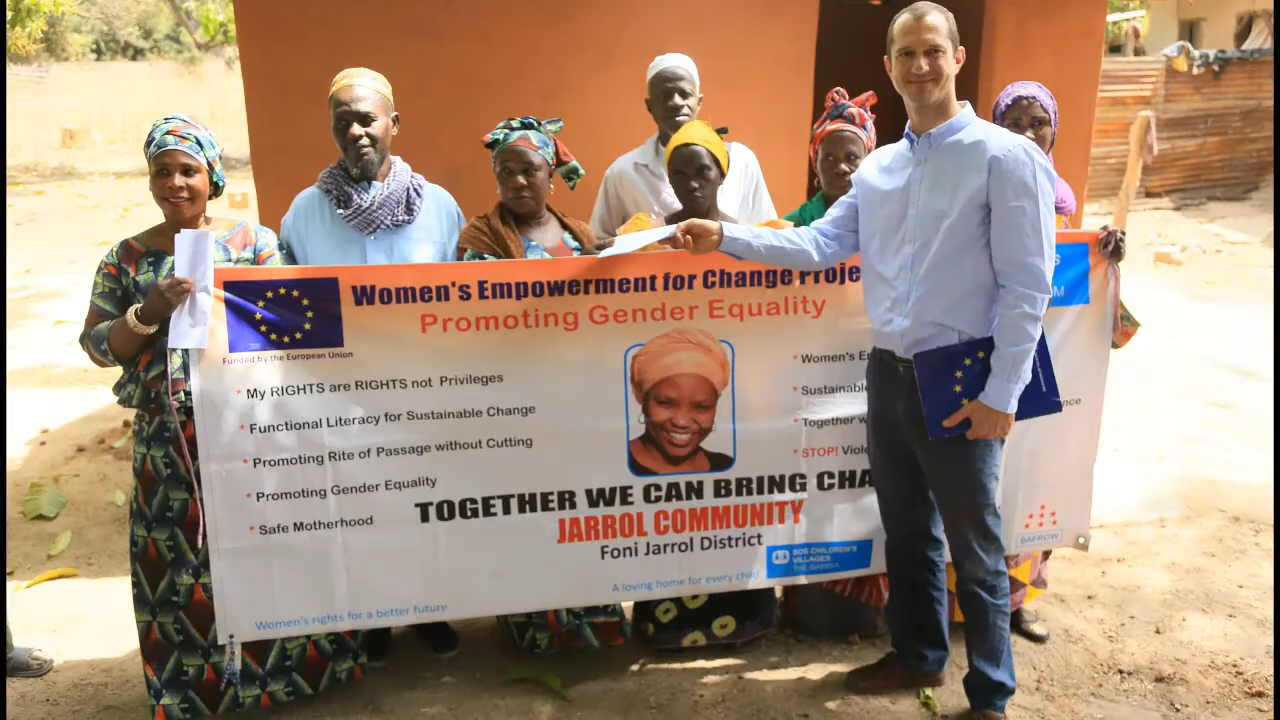 Women's Empowerment for Change Proje
Promoting Gender Equality
Funded by the European Union
* My RIGHTS are RIGHTS not Privileges
* Functional Literacy for Sustainable Change
* Promoting Rite of Passage without Cutting
* Promoting Gender Equality
* Safe Motherhood
* Women's E
* Sustainable
* Together w
* STOP! Viole
TOGETHER WE CAN BRING CHA
JARROL COMMUNITY
Foni Jarrol District
SOS CHILDREN'S
VILLAGES
THE GAMBIA
A loving home for every child
Women's rights for a better future
BAFROW